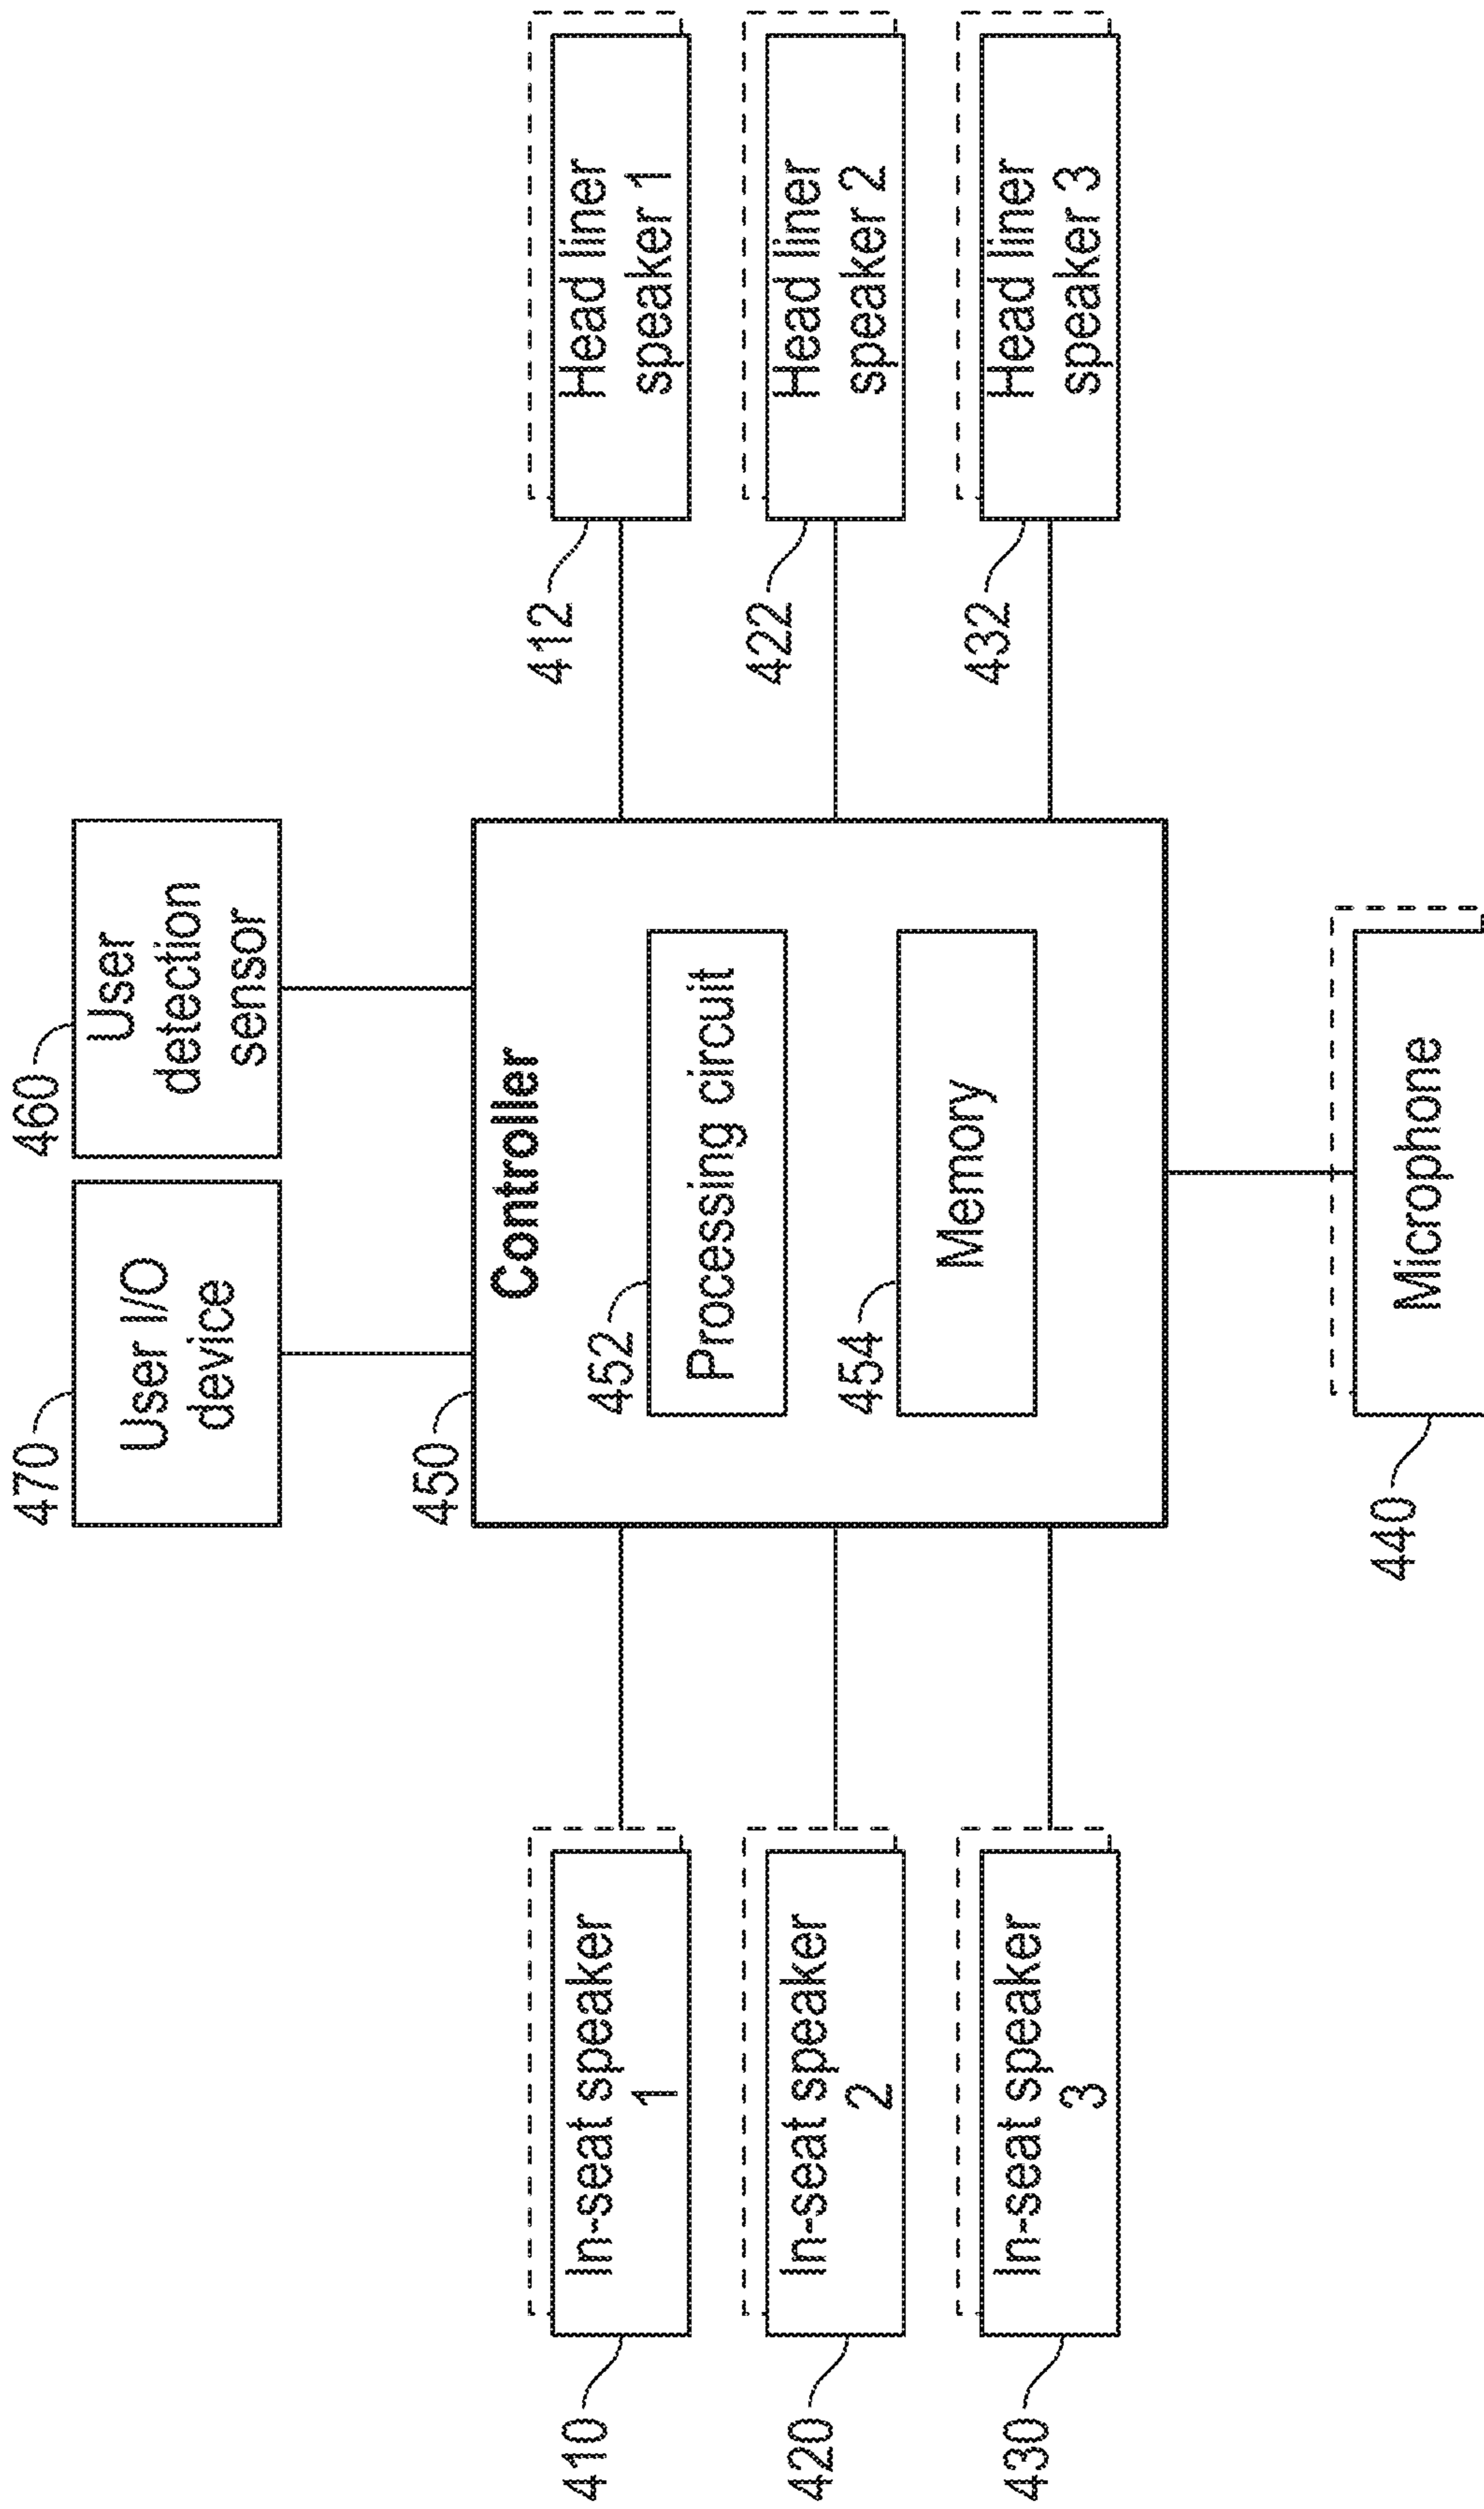 470
User I/O
device
460
User
detection
sensor
450
Controller
452
Processing circuit
454
Memory
410
In-seat speaker
1
420
In-seat speaker
2
430
In-seat speaker
3
412
Head liner
speaker 1
422
Head liner
speaker 2
432
Head liner
speaker 3
440
Microphone